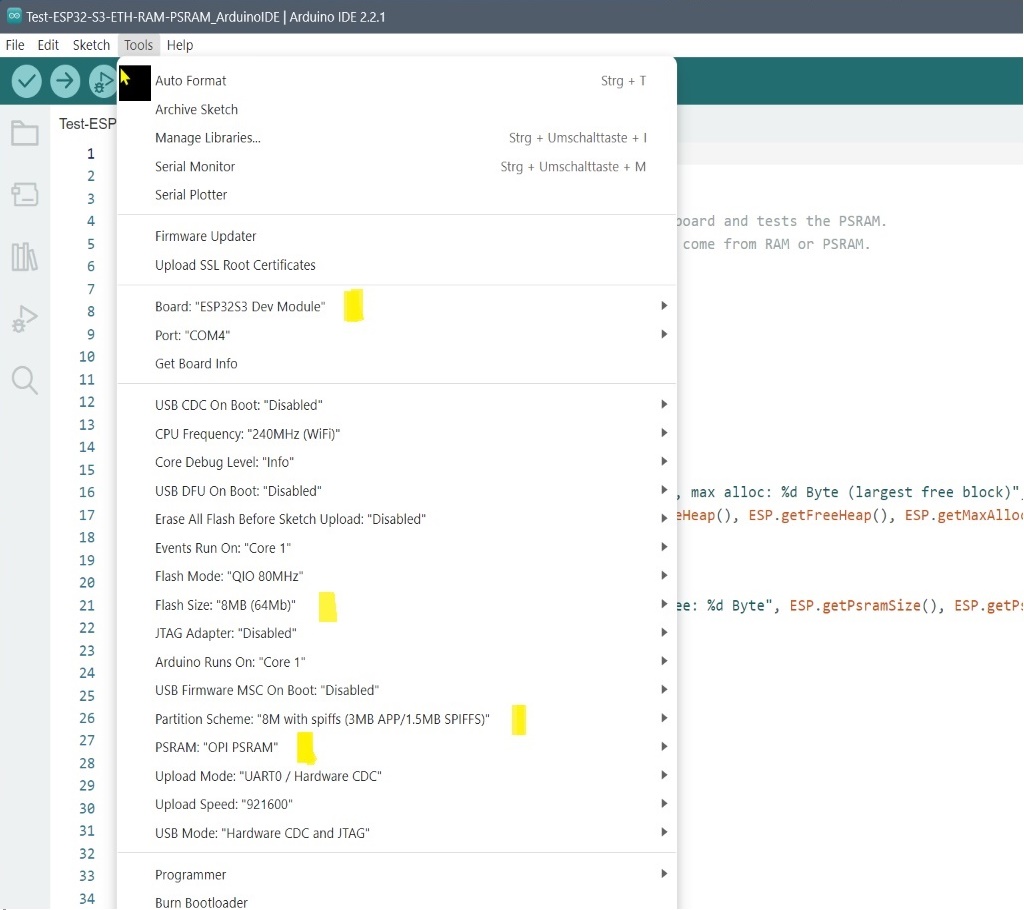 Test-ESP32-S3-ETH-RAM-PSRAM_ArduinoIDE | Arduino IDE 2.2.1
File Edit Sketch Tools Help
Auto Format Strg + T
Archive Sketch
Manage Libraries... Strg + Umschalttaste + I
Serial Monitor Strg + Umschalttaste + M
Serial Plotter
Firmware Updater
Upload SSL Root Certificates
Board: "ESP32S3 Dev Module"
Port: "COM4"
Get Board Info
USB CDC On Boot: "Disabled"
CPU Frequency: "240MHz (WiFi)"
Core Debug Level: "Info"
USB DFU On Boot: "Disabled"
Erase All Flash Before Sketch Upload: "Disabled"
Events Run On: "Core 1"
Flash Mode: "QIO 80MHz"
Flash Size: "8MB (64Mb)"
JTAG Adapter: "Disabled"
Arduino Runs On: "Core 1"
USB Firmware MSC On Boot: "Disabled"
Partition Scheme: "8M with spiffs (3MB APP/1.5MB SPIFFS)"
PSRAM: "OPI PSRAM"
Upload Mode: "UART0 / Hardware CDC"
Upload Speed: "921600"
USB Mode: "Hardware CDC and JTAG"
Programmer
Burn Bootloader
Test-ESP
1
2
3
4 board and tests the PSRAM.
5 come from RAM or PSRAM.
6
7
8
9
10
11
12
13
14
15
16 , max alloc: %d Byte (largest free block)",
17 eHeap(), ESP.getFreeHeap(), ESP.getMaxAlloc
18
19
20
21 ee: %d Byte", ESP.getPsramSize(), ESP.getPs
22
23
24
25
26
27
28
29
30
31
32
33
34